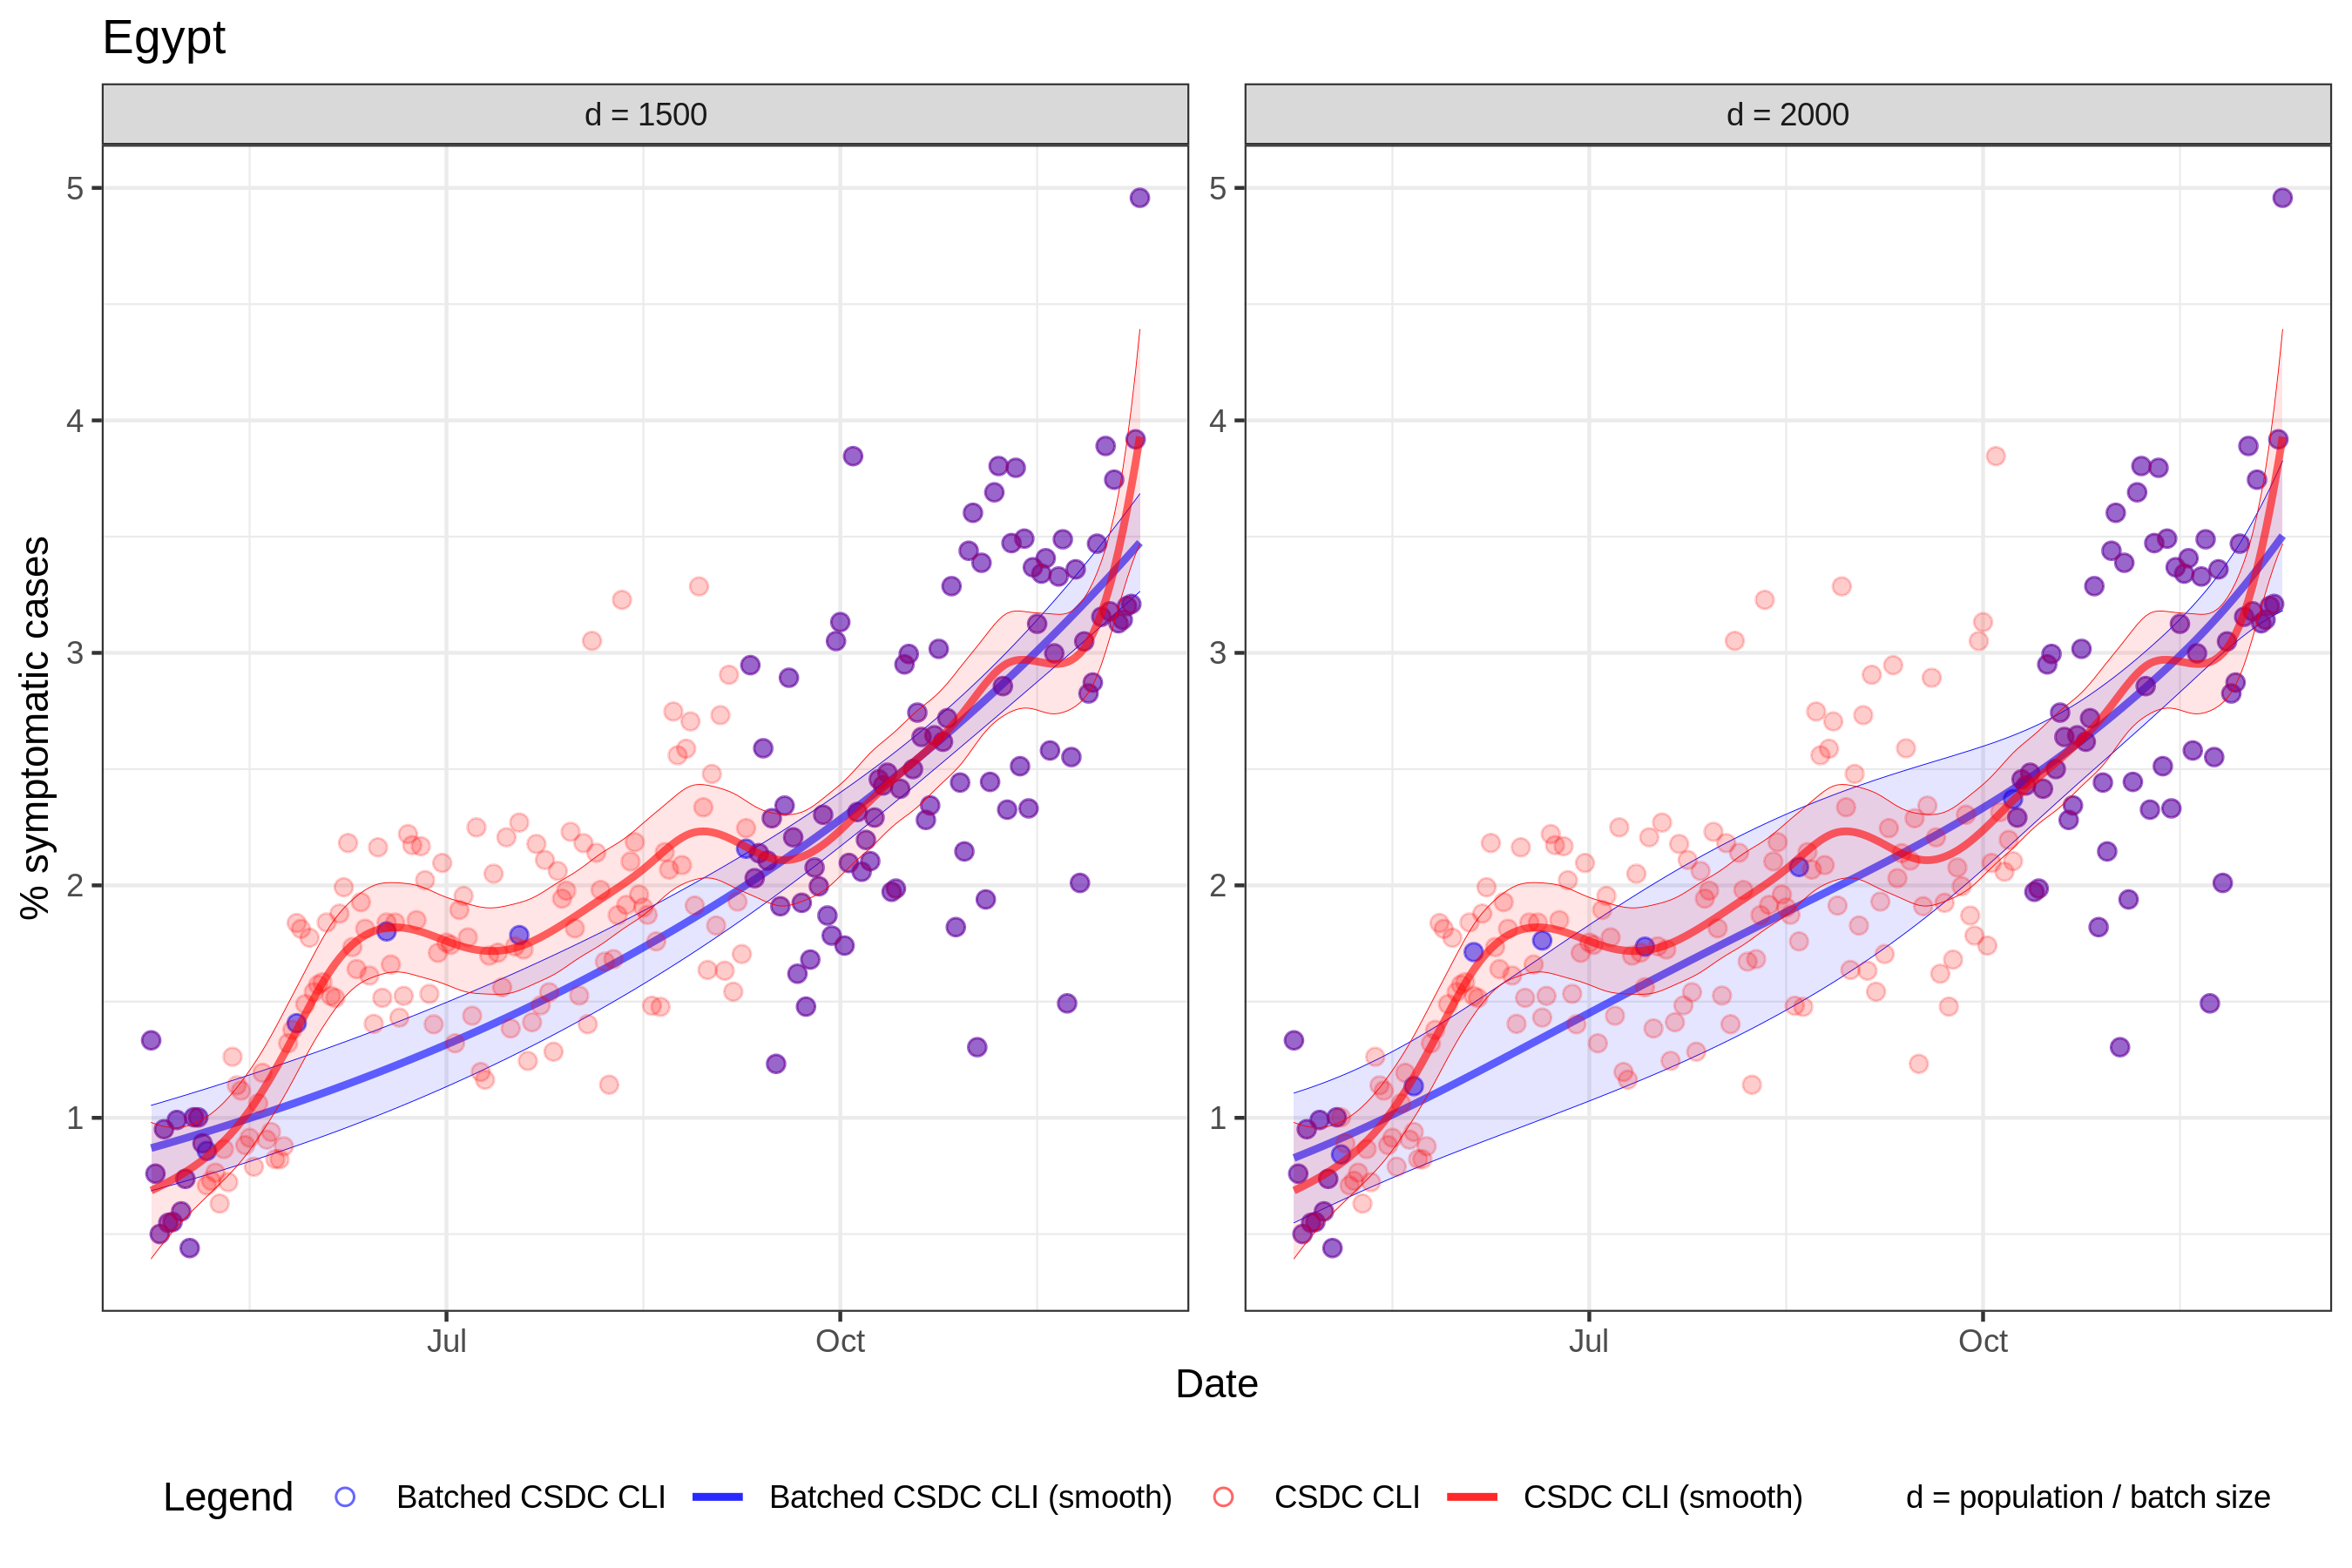 Egypt
d = 1500
d = 2000
% symptomatic cases
5
4
3
2
1
5
4
3
2
1
Jul
Oct
Jul
Oct
Date
Legend
Batched CSDC CLI
Batched CSDC CLI (smooth)
CSDC CLI
CSDC CLI (smooth)
d = population / batch size